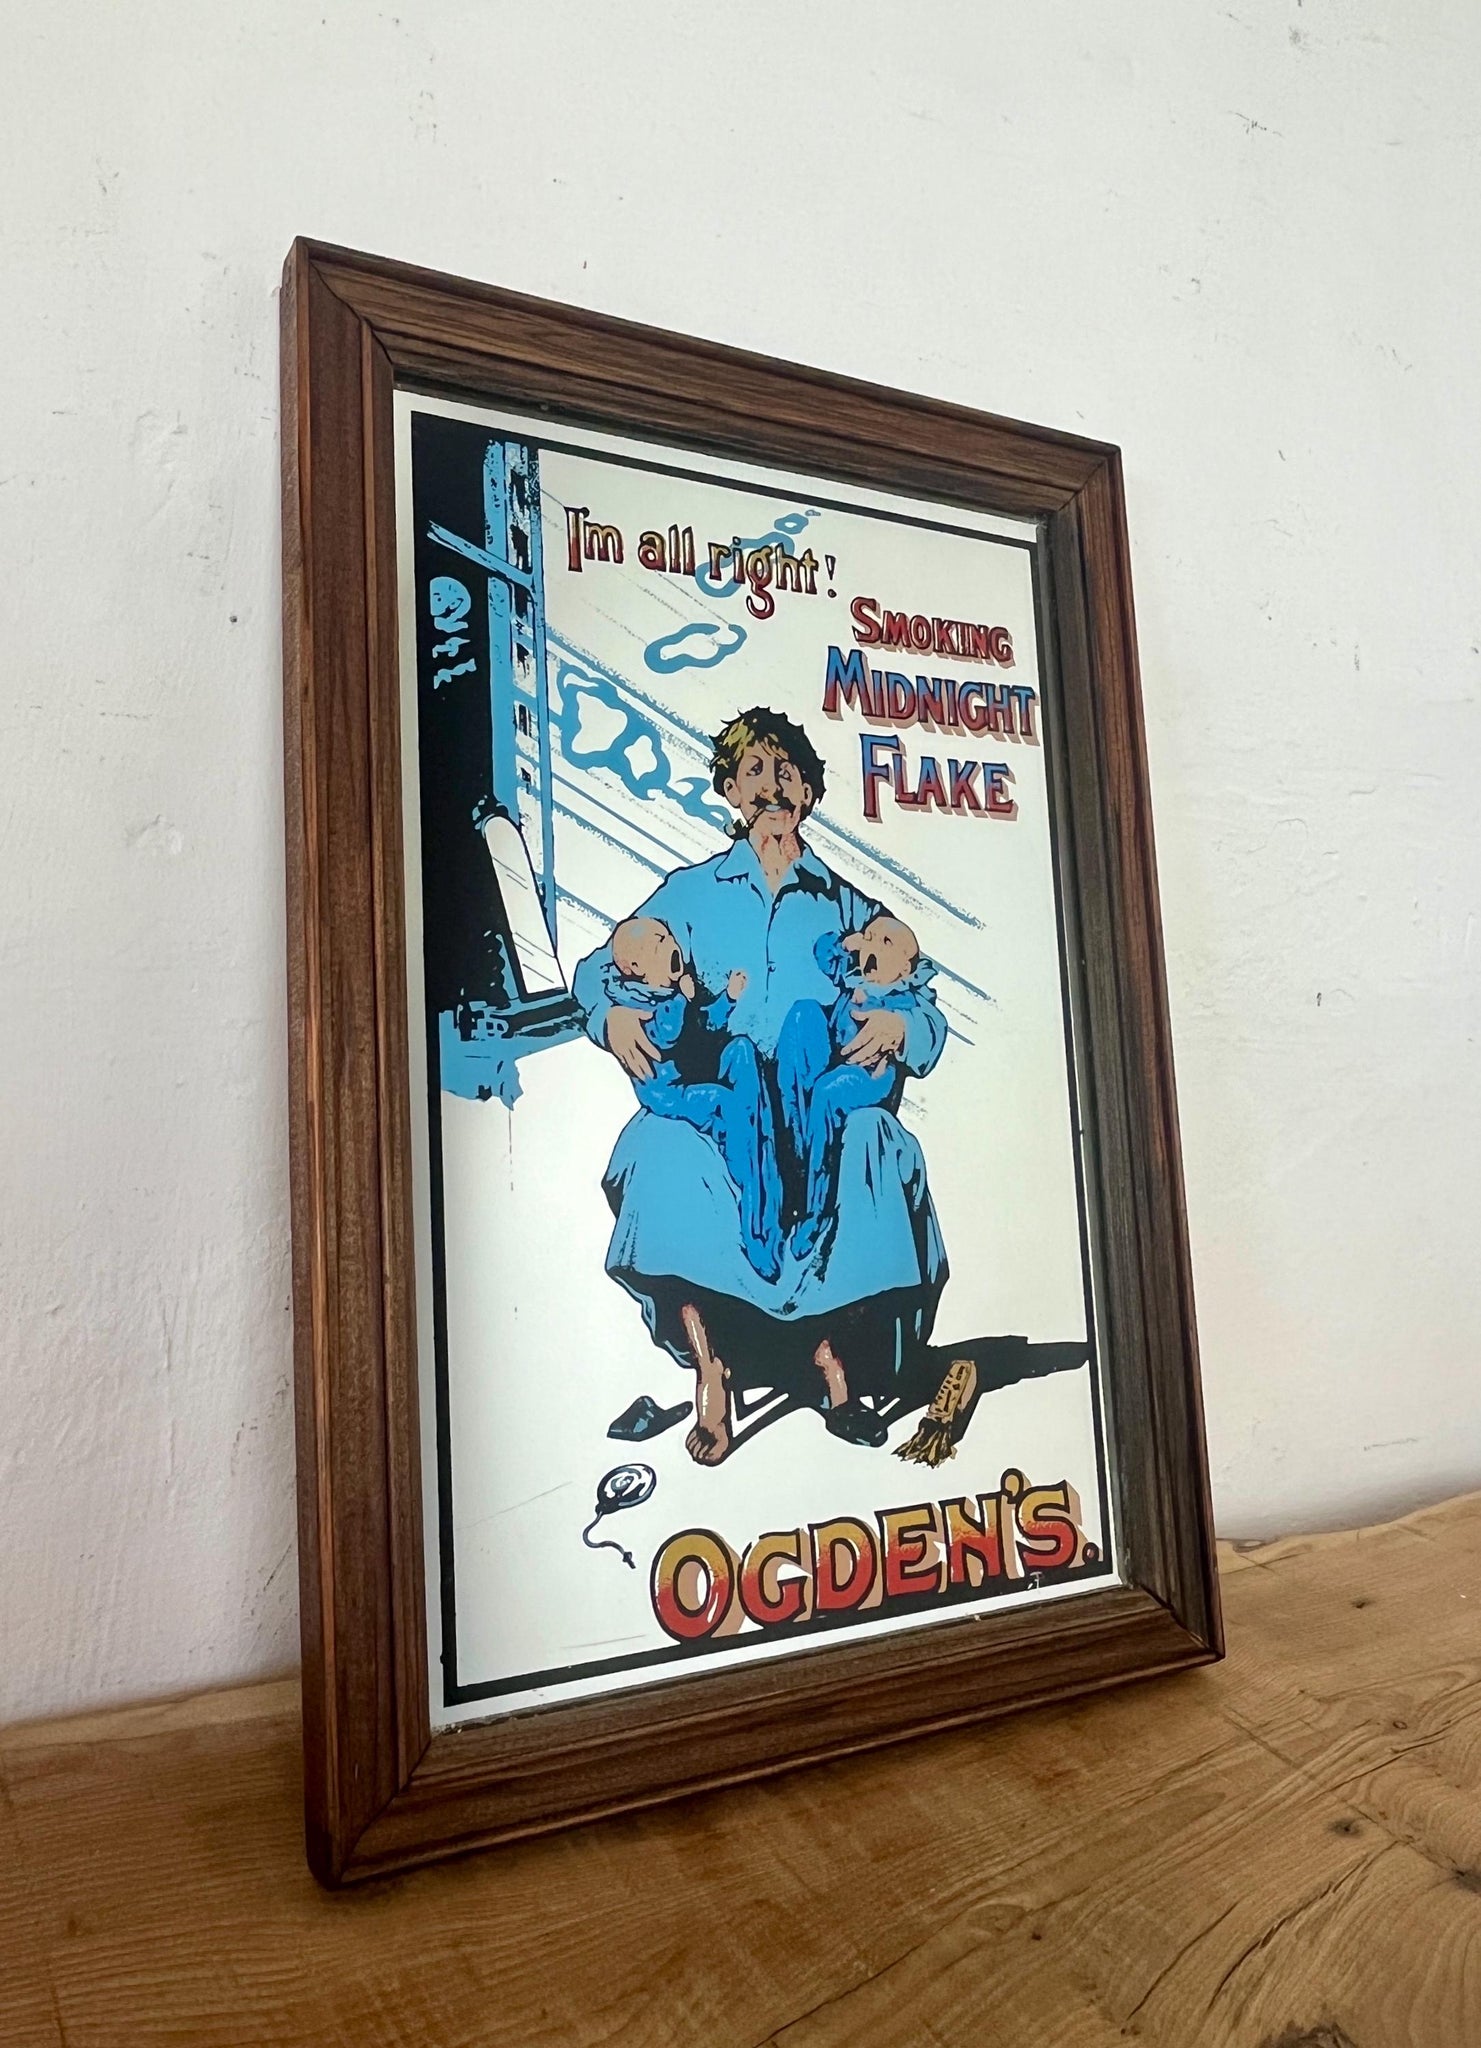 I'm all right!
SMOKING
MIDNIGHT
FLAKE
OGDEN'S.